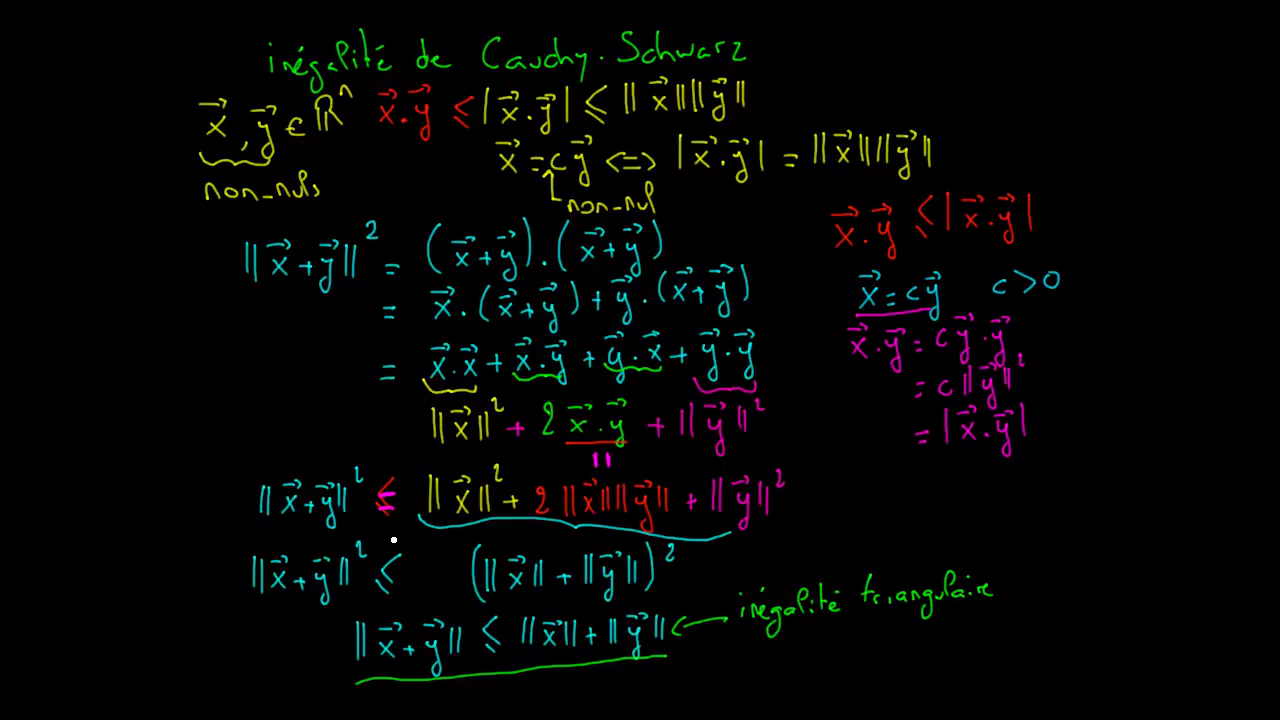 inégalité de Cauchy-Schwarz
x⃗, y⃗ ∈ ℝⁿ x⃗.y⃗ ≤ |x⃗.y⃗| ≤ ||x⃗|| ||y⃗||
non-nuls
x⃗ = cy⃗ <=> |x⃗.y⃗| = ||x⃗|| ||y⃗||
non-nul
||x⃗+y⃗||² = (x⃗+y⃗).(x⃗+y⃗)
= x⃗.(x⃗+y⃗) + y⃗.(x⃗+y⃗)
= x⃗.x⃗ + x⃗.y⃗ + y⃗.x⃗ + y⃗.y⃗
||x⃗||² + 2 x⃗.y⃗ + ||y⃗||²
=
||x⃗+y⃗||² ≤ ||x⃗||² + 2 ||x⃗|| ||y⃗|| + ||y⃗||²
||x⃗+y⃗||² ≤ (||x⃗|| + ||y⃗||)²
||x⃗+y⃗|| ≤ ||x⃗|| + ||y⃗||
inégalité triangulaire
x⃗.y⃗ ≤ |x⃗.y⃗|
x⃗ = cy⃗ c > 0
x⃗.y⃗ = cy⃗.y⃗
= c||y⃗||²
= |x⃗.y⃗|